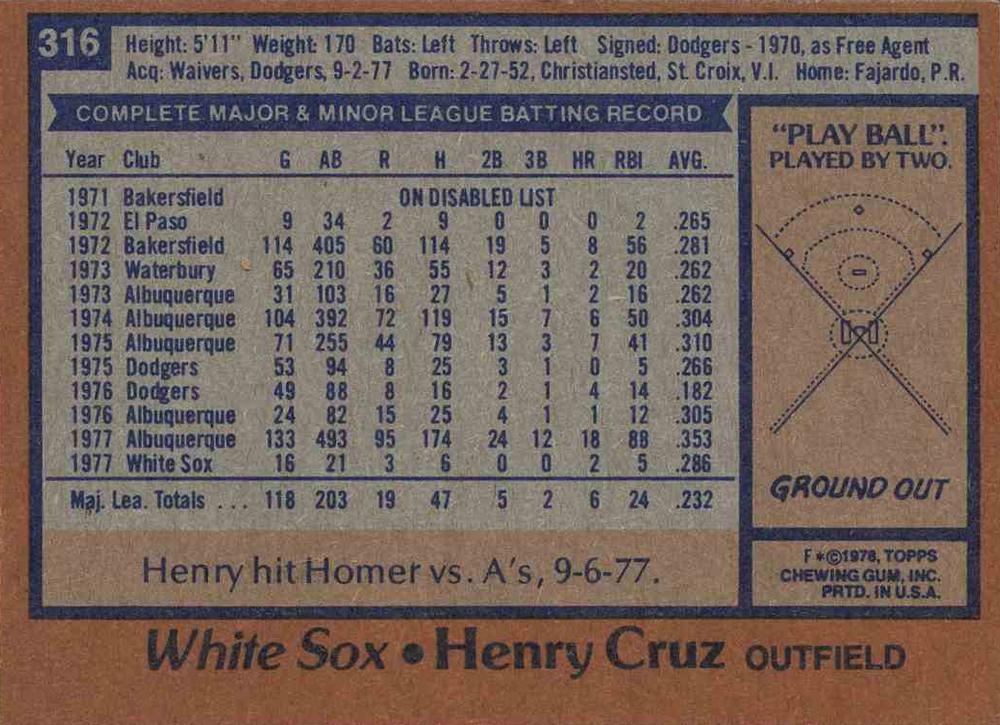 316
Height: 5'11" Weight: 170 Bats: Left Throws: Left Signed: Dodgers - 1970, as Free Agent
Acq: Waivers, Dodgers, 9-2-77 Born: 2-27-52, Christiansted, St. Croix, V.I. Home: Fajardo, P.R.
COMPLETE MAJOR & MINOR LEAGUE BATTING RECORD
Year Club G AB R H 2B 3B HR RBI AVG.
1971 Bakersfield ON DISABLED LIST
1972 El Paso 9 34 2 9 0 0 0 2 .265
1972 Bakersfield 114 405 60 114 19 5 8 56 .281
1973 Waterbury 65 210 36 55 12 3 2 20 .262
1973 Albuquerque 31 103 16 27 5 1 2 16 .262
1974 Albuquerque 104 392 72 119 15 7 6 50 .304
1975 Albuquerque 71 255 44 79 13 3 7 41 .310
1975 Dodgers 53 94 8 25 3 1 0 5 .266
1976 Dodgers 49 88 8 16 2 1 4 14 .182
1976 Albuquerque 24 82 15 25 4 1 1 12 .305
1977 Albuquerque 133 493 95 174 24 12 18 88 .353
1977 White Sox 16 21 3 6 0 0 2 5 .286
Maj. Lea. Totals . . . 118 203 19 47 5 2 6 24 .232
Henry hit Homer vs. A's, 9-6-77.
"PLAY BALL".
PLAYED BY TWO.
GROUND OUT
F*©1978, TOPPS
CHEWING GUM, INC.
PRTD. IN U.S.A.
White Sox • Henry Cruz OUTFIELD